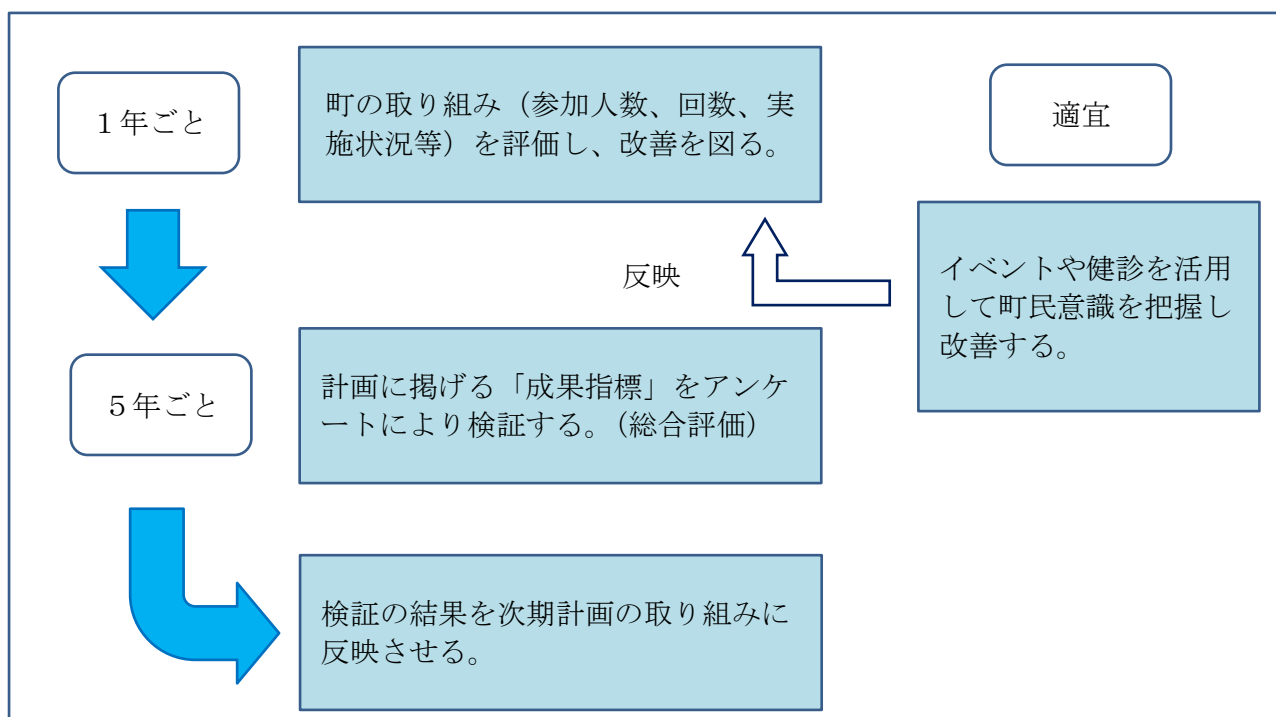 １年ごと
町の取り組み（参加人数、回数、実
施状況等）を評価し、改善を図る。
適宜
イベントや健診を活用
して町民意識を把握し
改善する。
反映
５年ごと
計画に掲げる「成果指標」をアンケ
ートにより検証する。（総合評価）
検証の結果を次期計画の取り組みに
反映させる。